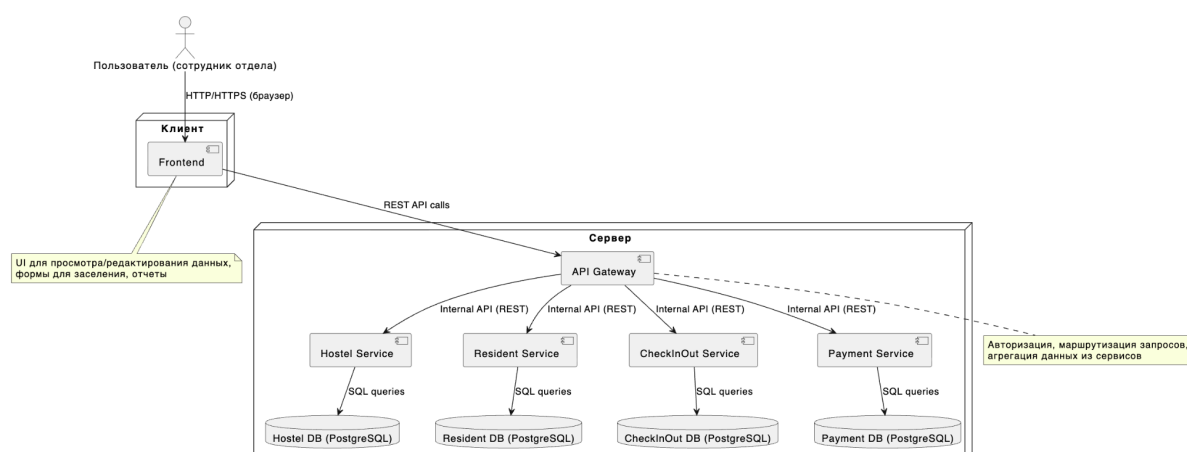 Пользователь (сотрудник отдела)
HTTP/HTTPS (браузер)
Клиент
Frontend
REST API calls
UI для просмотра/редактирования данных,
формы для заселения, отчеты
Сервер
API Gateway
Internal API (REST)
Internal API (REST)
Internal API (REST)
Internal API (REST)
Авторизация, маршрутизация запросов,
агрегация данных из сервисов
Hostel Service
Resident Service
CheckInOut Service
Payment Service
SQL queries
SQL queries
SQL queries
SQL queries
Hostel DB (PostgreSQL)
Resident DB (PostgreSQL)
CheckInOut DB (PostgreSQL)
Payment DB (PostgreSQL)